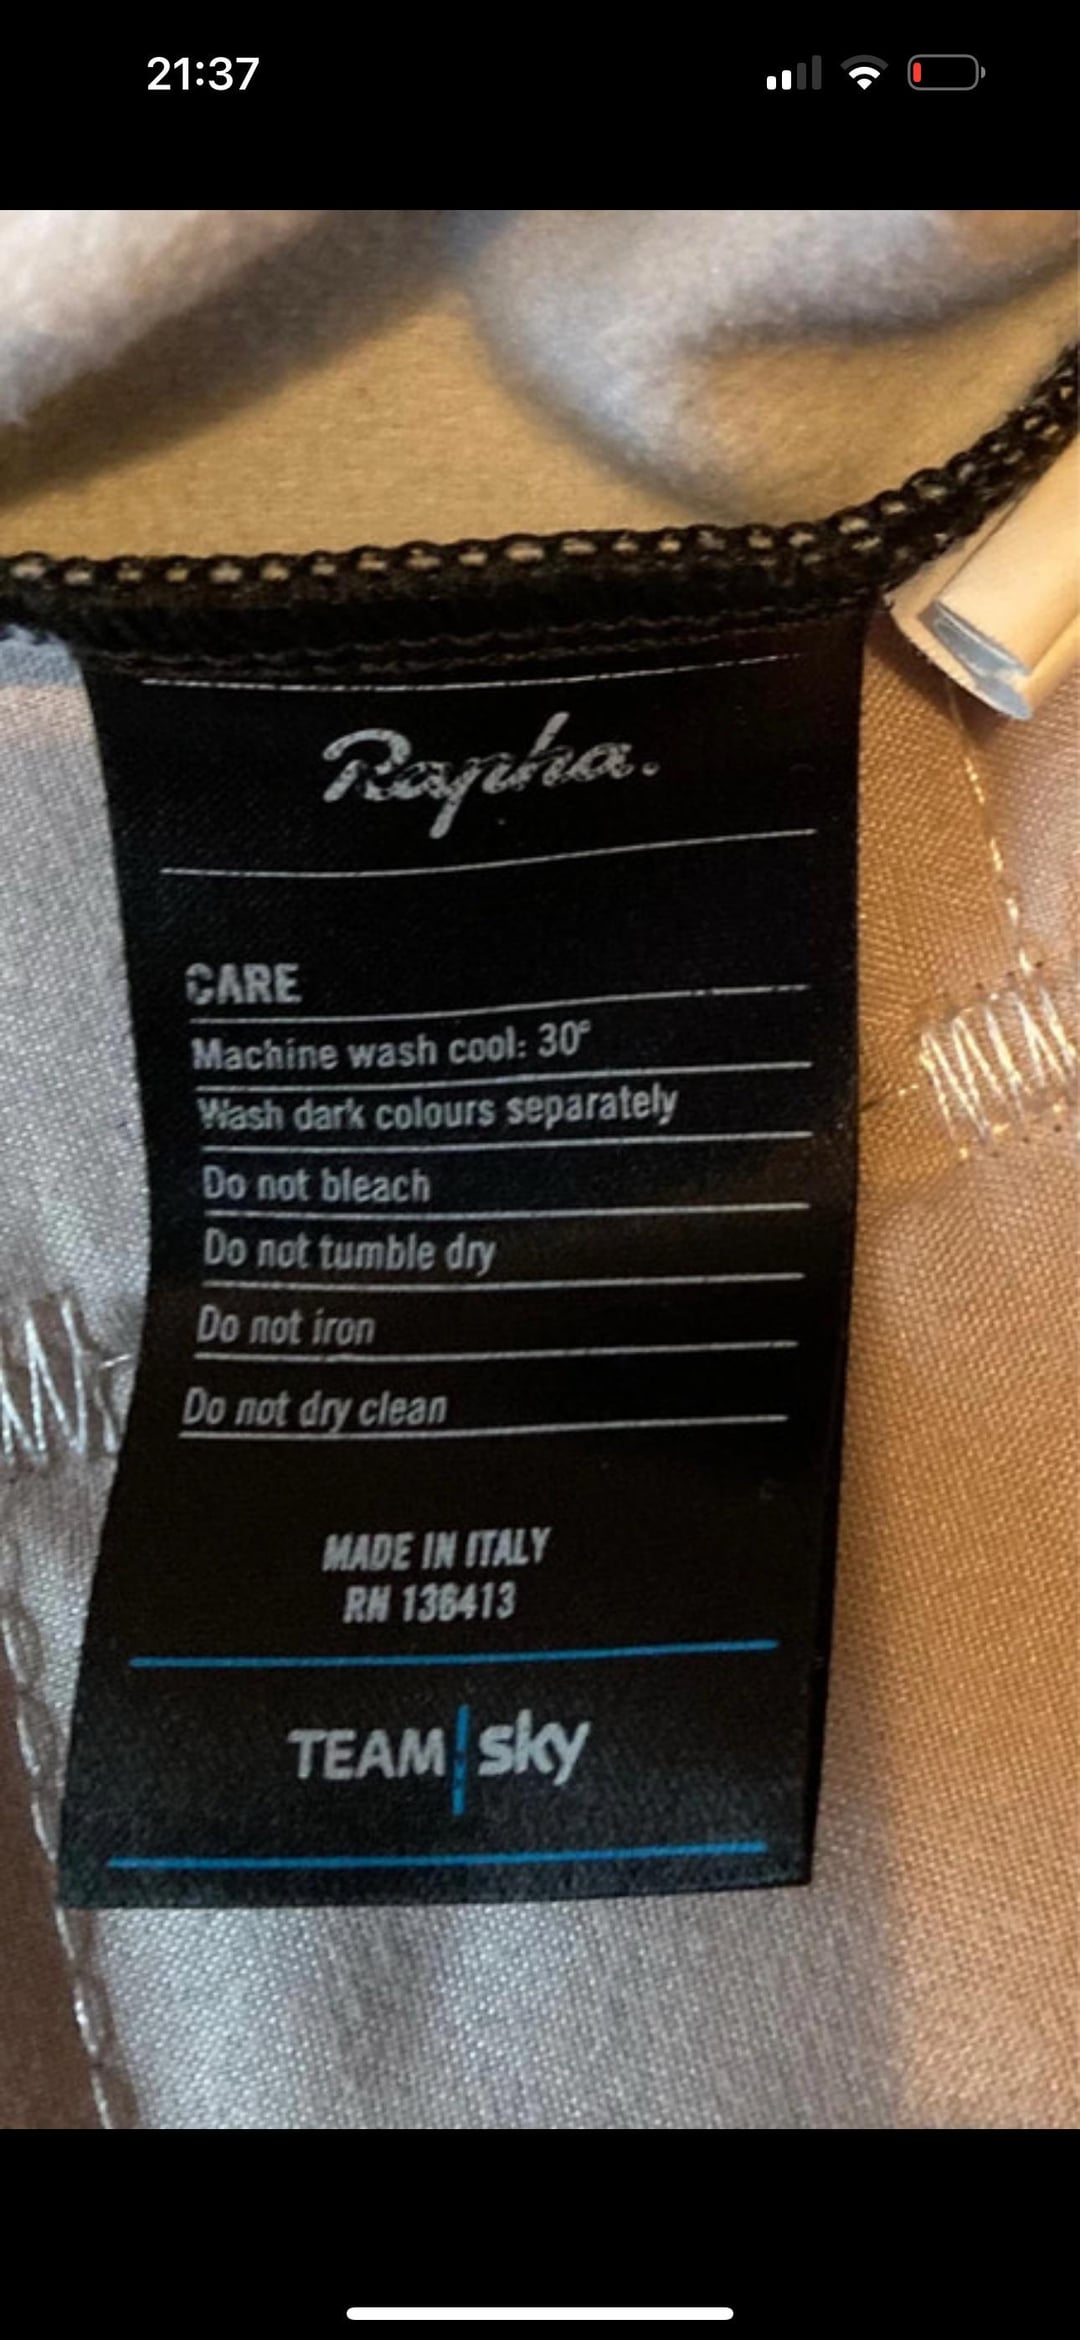 21:37
Rapha.
CARE
Machine wash cool: 30°
Wash dark colours separately
Do not bleach
Do not tumble dry
Do not iron
Do not dry clean
MADE IN ITALY
RN 136413
TEAM sky